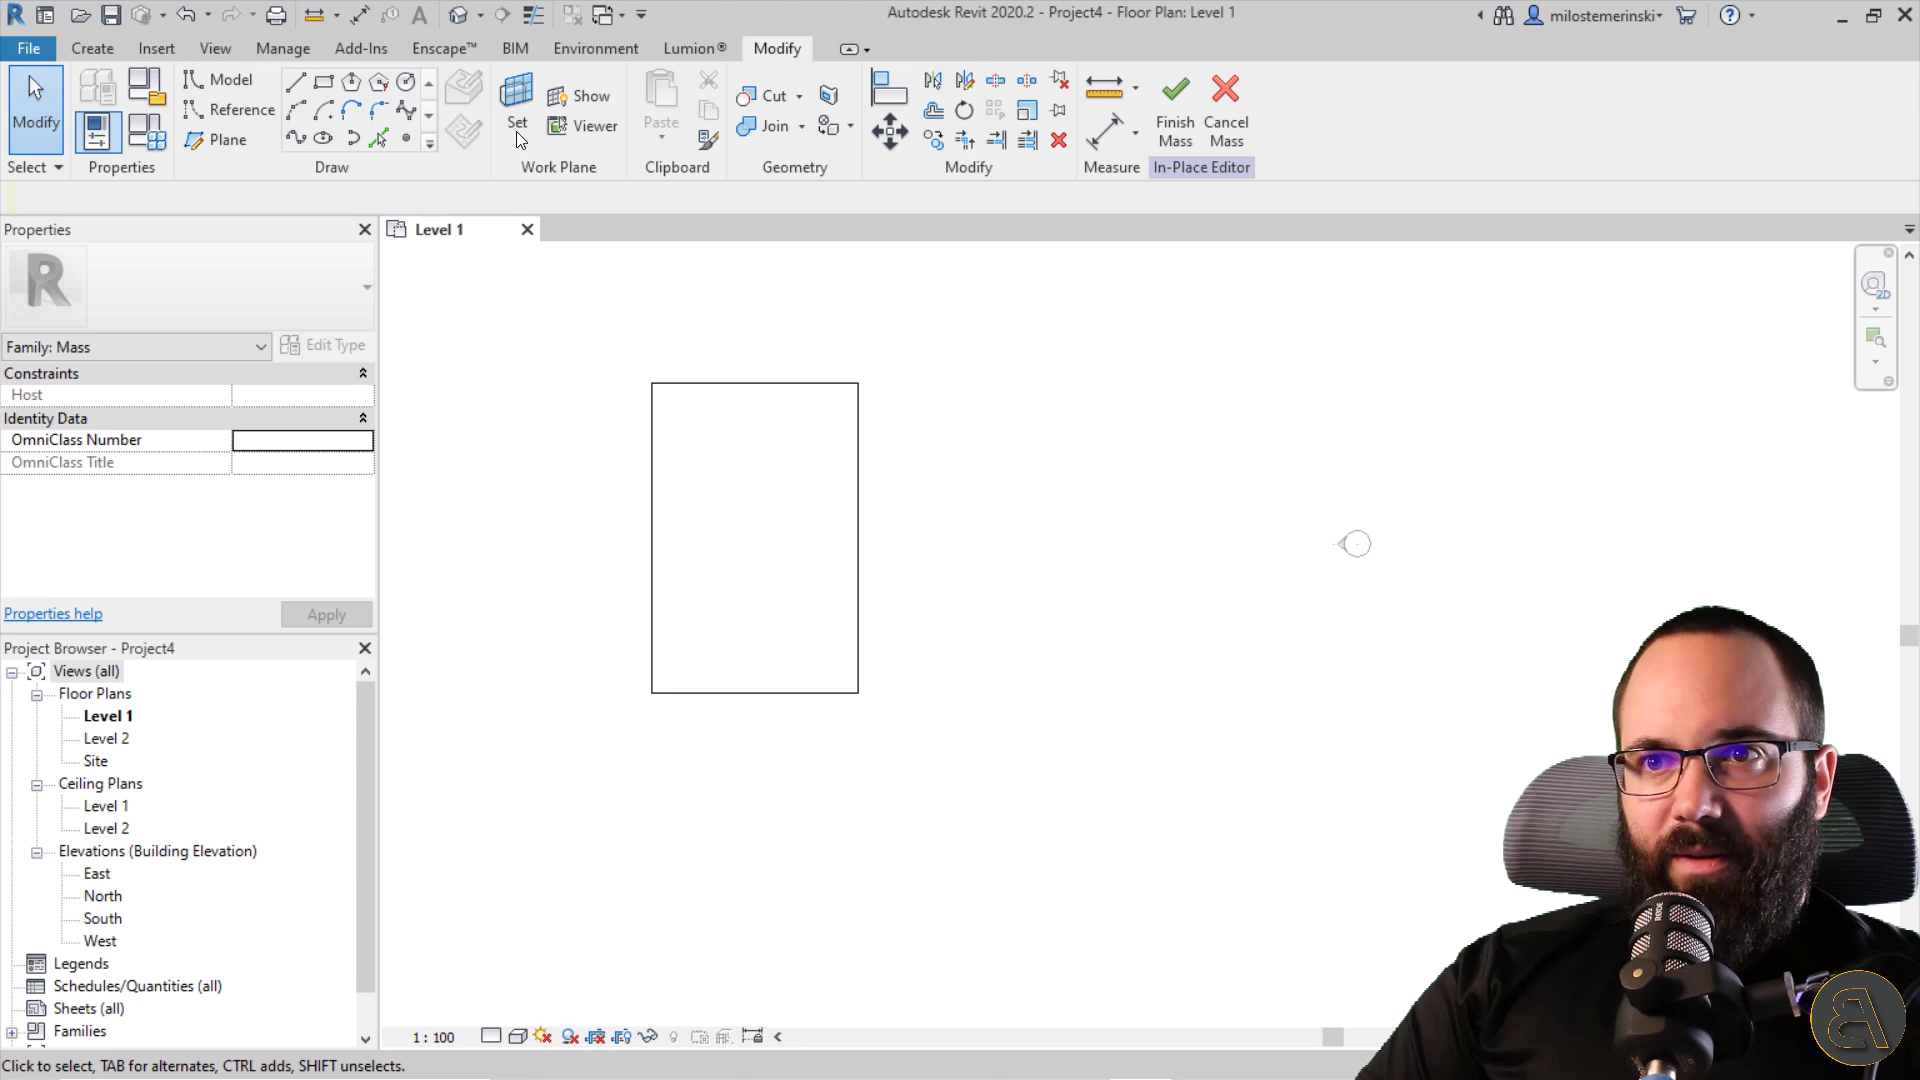 Autodesk Revit 2020.2 - Project4 - Floor Plan: Level 1
milostemerinski
File Create Insert View Manage Add-Ins Enscape™ BIM Environment Lumion® Modify
Modify
Model
Reference
Plane
Set
Show
Viewer
Paste
Cut
Join
Finish Mass
Cancel Mass
Select Properties Draw Work Plane Clipboard Geometry Modify Measure In-Place Editor
Properties
Level 1
R
Family: Mass
Edit Type
Constraints
Host
Identity Data
OmniClass Number
OmniClass Title
Properties help
Apply
Project Browser - Project4
Views (all)
Floor Plans
Level 1
Level 2
Site
Ceiling Plans
Level 1
Level 2
Elevations (Building Elevation)
East
North
South
West
Legends
Schedules/Quantities (all)
Sheets (all)
Families
2D
RØDE
1 : 100
Click to select, TAB for alternates, CTRL adds, SHIFT unselects.